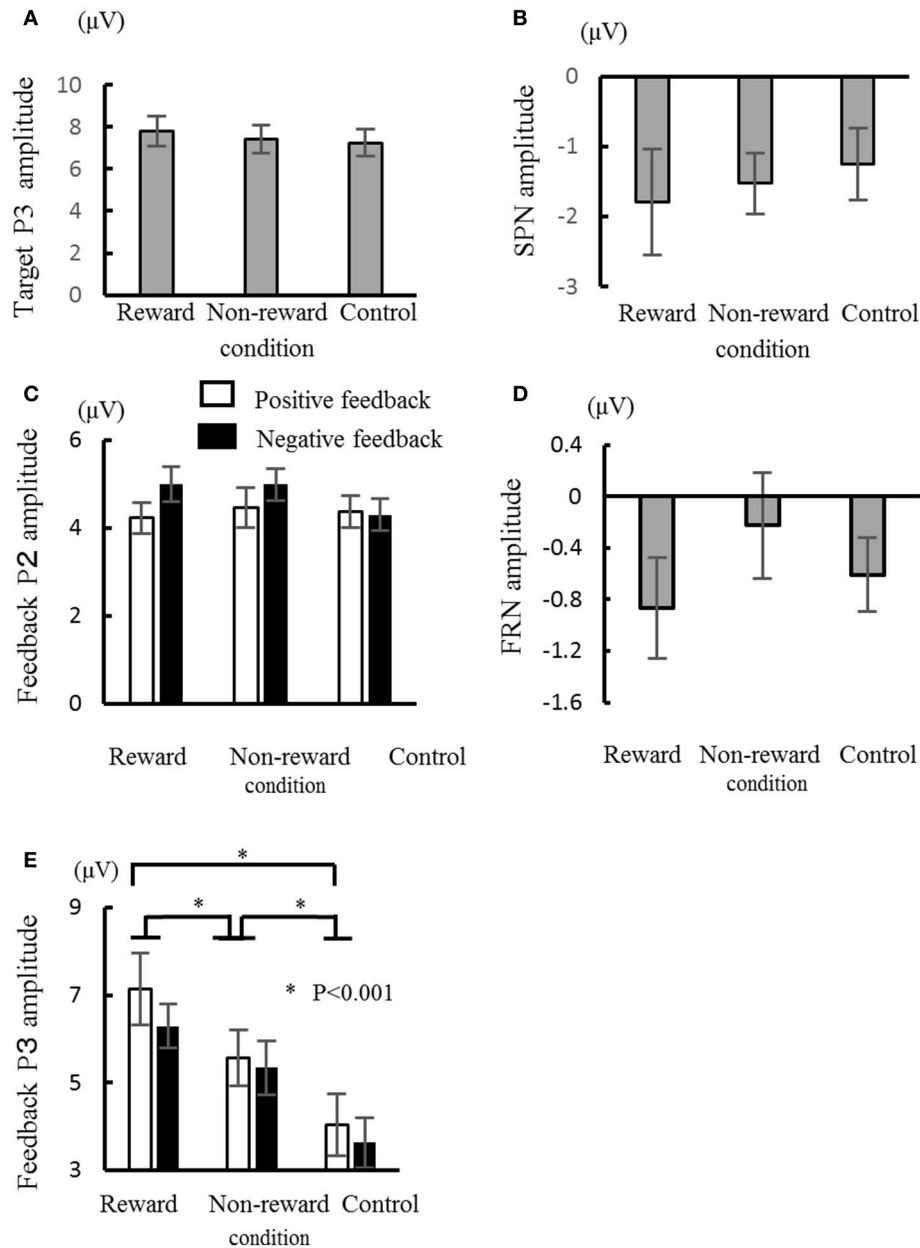 A
(μV)
Target P3 amplitude
10
8
6
4
2
0
Reward Non-reward Control
condition
B
(μV)
SPN amplitude
0
-1
-2
-3
Reward Non-reward Control
condition
C
(μV)
Positive feedback
Negative feedback
Feedback P2 amplitude
6
4
2
0
Reward Non-reward Control
condition
D
(μV)
FRN amplitude
0.4
0
-0.4
-0.8
-1.2
-1.6
Reward Non-reward Control
condition
E
(μV)
Feedback P3 amplitude
9
7
5
3
*
* *
* P<0.001
Reward Non-reward Control
condition